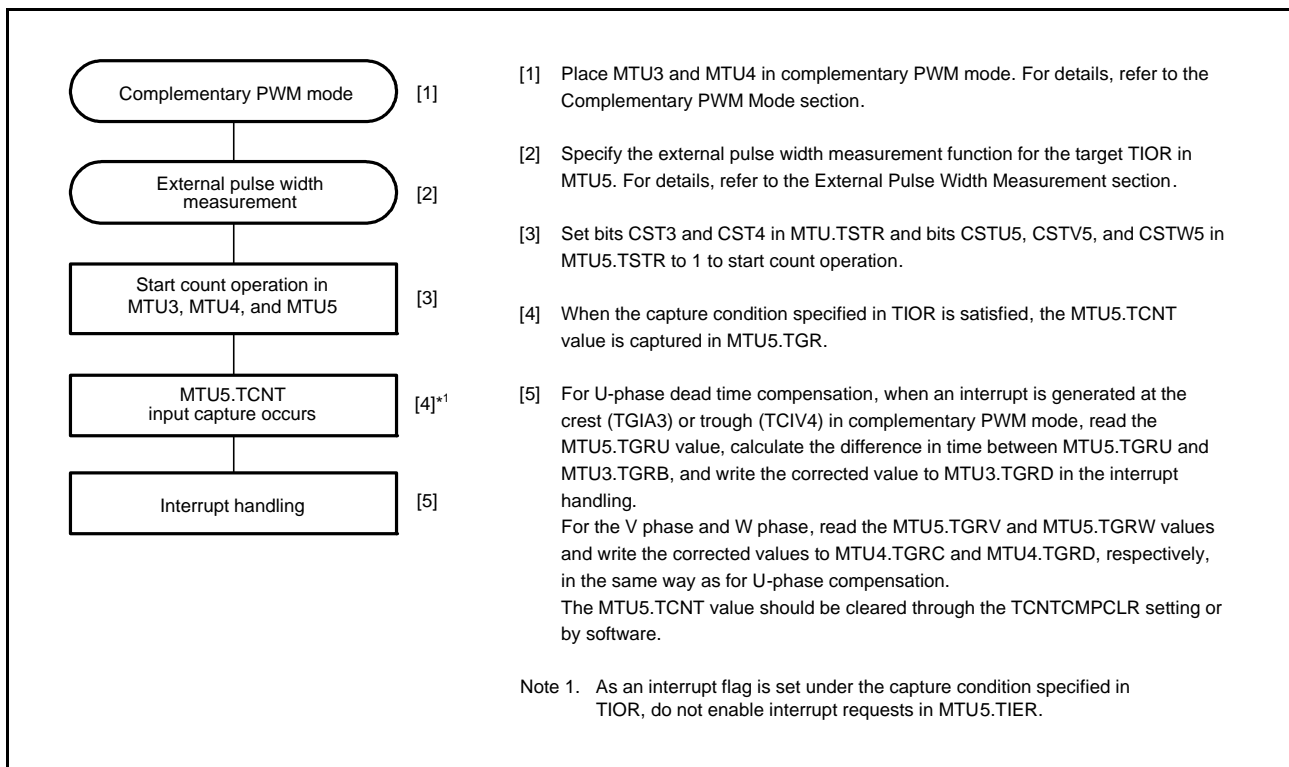 Complementary PWM mode [1]
External pulse width
measurement [2]
Start count operation in
MTU3, MTU4, and MTU5 [3]
MTU5.TCNT
input capture occurs [4]*1
Interrupt handling [5]
[1] Place MTU3 and MTU4 in complementary PWM mode. For details, refer to the
Complementary PWM Mode section.
[2] Specify the external pulse width measurement function for the target TIOR in
MTU5. For details, refer to the External Pulse Width Measurement section.
[3] Set bits CST3 and CST4 in MTU.TSTR and bits CSTU5, CSTV5, and CSTW5 in
MTU5.TSTR to 1 to start count operation.
[4] When the capture condition specified in TIOR is satisfied, the MTU5.TCNT
value is captured in MTU5.TGR.
[5] For U-phase dead time compensation, when an interrupt is generated at the
crest (TGIA3) or trough (TCIV4) in complementary PWM mode, read the
MTU5.TGRU value, calculate the difference in time between MTU5.TGRU and
MTU3.TGRB, and write the corrected value to MTU3.TGRD in the interrupt
handling.
For the V phase and W phase, read the MTU5.TGRV and MTU5.TGRW values
and write the corrected values to MTU4.TGRC and MTU4.TGRD, respectively,
in the same way as for U-phase compensation.
The MTU5.TCNT value should be cleared through the TCNTCMPCLR setting or
by software.
Note 1. As an interrupt flag is set under the capture condition specified in
TIOR, do not enable interrupt requests in MTU5.TIER.